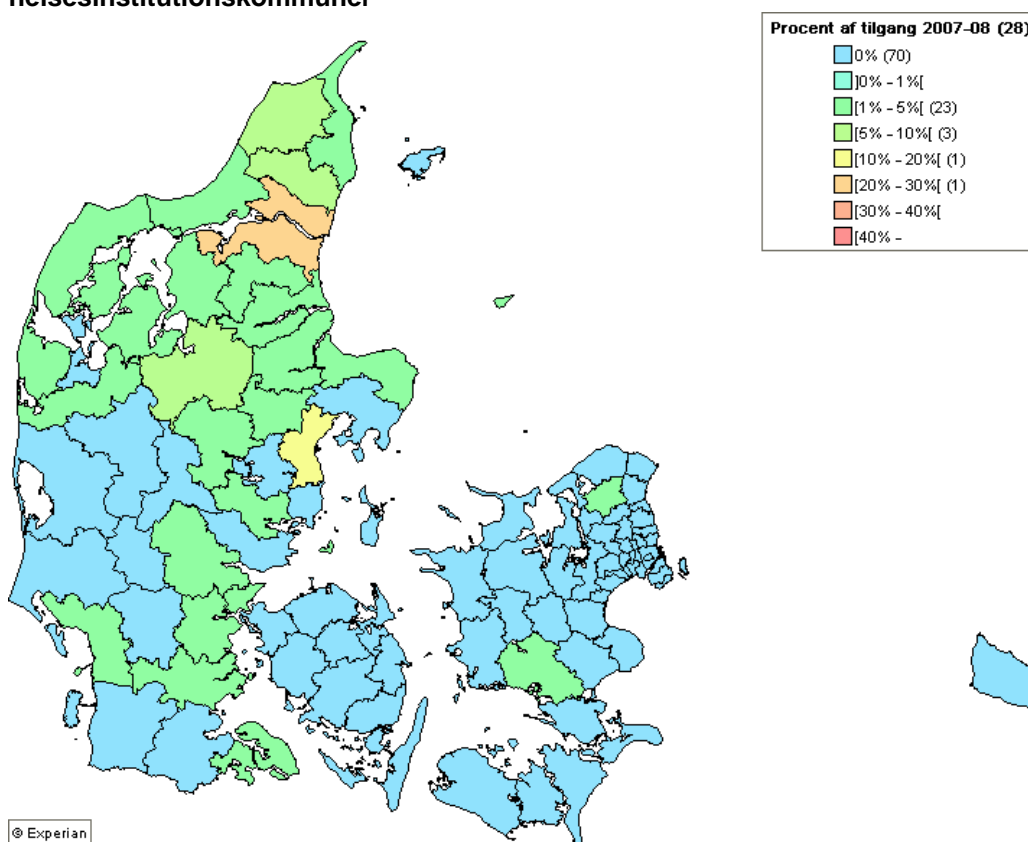 nelsesinstitutionskommuner
Procent af tilgang 2007-08 (28)
0% (70)
]0% - 1%[
[1% - 5%[ (23)
[5% - 10%[ (3)
[10% - 20%[ (1)
[20% - 30%[ (1)
[30% - 40%[
[40% -
© Experian